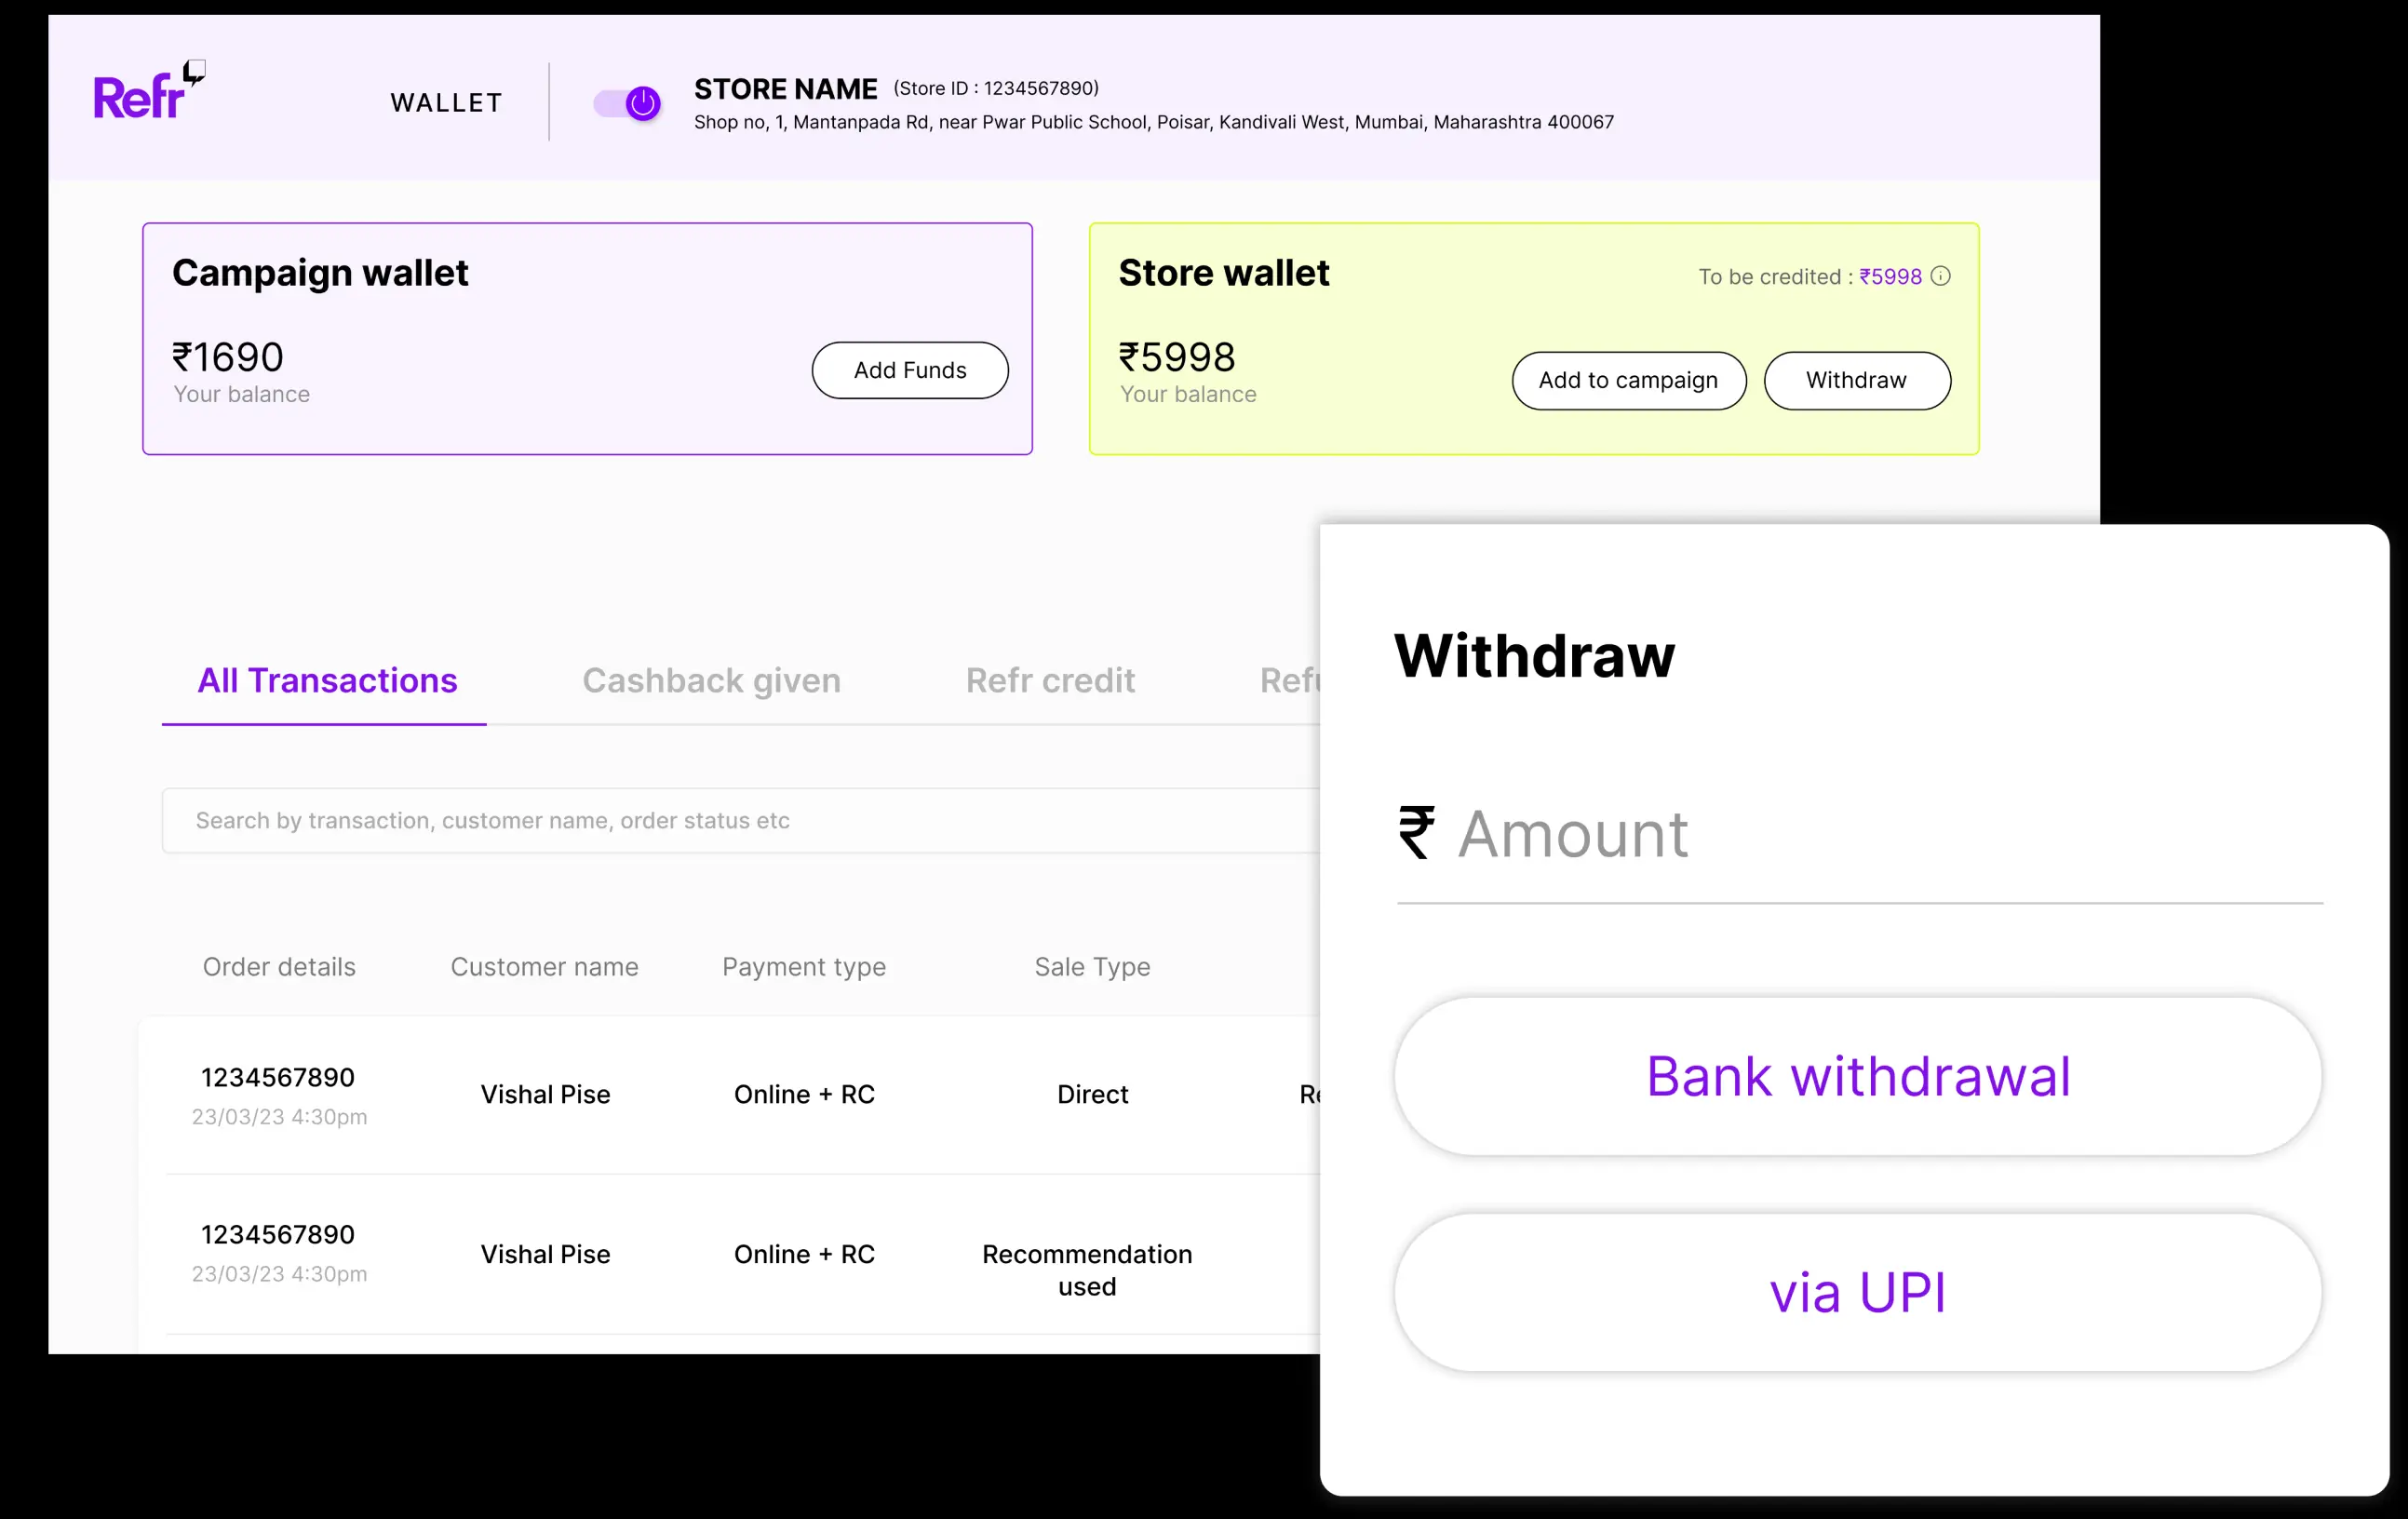 Refr
WALLET
STORE NAME (Store ID : 1234567890)
Shop no, 1, Mantanpada Rd, near Pwar Public School, Poisar, Kandivali West, Mumbai, Maharashtra 400067
Campaign wallet
₹1690
Your balance
Add Funds
Store wallet
To be credited : ₹5998
₹5998
Your balance
Add to campaign
Withdraw
All Transactions
Cashback given
Refr credit
Search by transaction, customer name, order status etc
Order details
Customer name
Payment type
Sale Type
1234567890
23/03/23 4:30pm
Vishal Pise
Online + RC
Direct
1234567890
23/03/23 4:30pm
Vishal Pise
Online + RC
Recommendation
used
Withdraw
₹ Amount
Bank withdrawal
via UPI